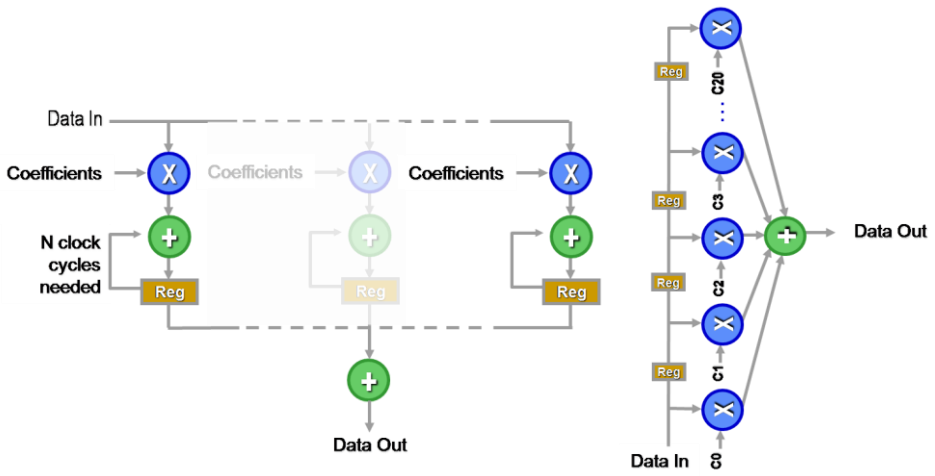 Data In
Coefficients
X
Coefficients
X
Coefficients
X
N clock
cycles
needed
+
+
+
Reg
Reg
Reg
+
Data Out
X
Reg
C20
...
X
C3
Reg
X
C2
+
Data Out
Reg
X
C1
Reg
X
C0
Data In